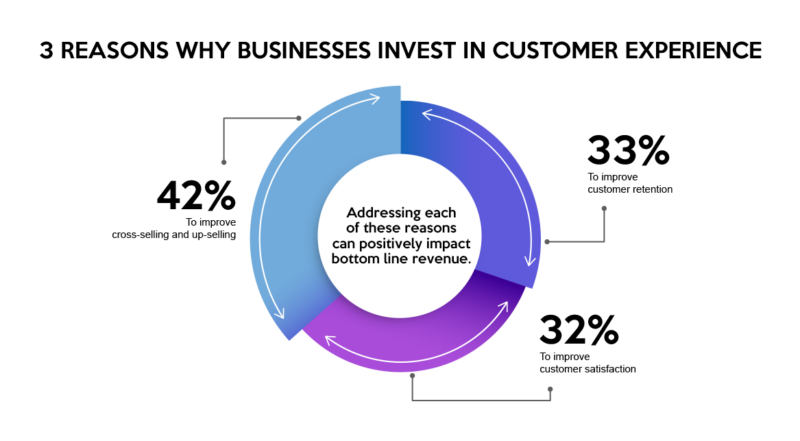 3 REASONS WHY BUSINESSES INVEST IN CUSTOMER EXPERIENCE
42%
To improve
cross-selling and up-selling
Addressing each
of these reasons
can positively impact
bottom line revenue.
33%
To improve
customer retention
32%
To improve
customer satisfaction